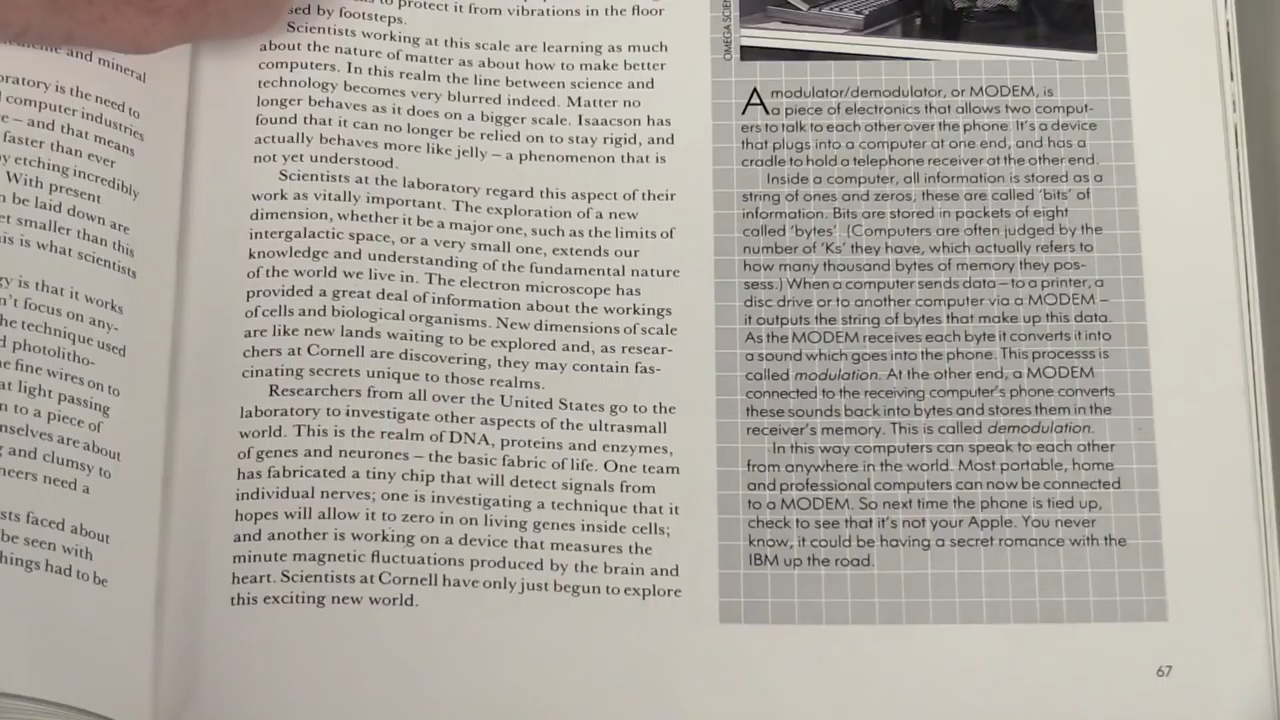 and mineral
ratory is the need to
computer industries
– and that means
faster than ever
y etching incredibly
With present
n be laid down are
et smaller than this
is is what scientists
gy is that it works
n't focus on any-
he technique used
d photolitho-
e fine wires on to
at light passing
n to a piece of
nselves are about
g and clumsy to
neers need a
sts faced about
be seen with
hings had to be
to protect it from vibrations in the floor
sed by footsteps.
Scientists working at this scale are learning as much
about the nature of matter as about how to make better
computers. In this realm the line between science and
technology becomes very blurred indeed. Matter no
longer behaves as it does on a bigger scale. Isaacson has
found that it can no longer be relied on to stay rigid, and
actually behaves more like jelly – a phenomenon that is
not yet understood.
Scientists at the laboratory regard this aspect of their
work as vitally important. The exploration of a new
dimension, whether it be a major one, such as the limits of
intergalactic space, or a very small one, extends our
knowledge and understanding of the fundamental nature
of the world we live in. The electron microscope has
provided a great deal of information about the workings
of cells and biological organisms. New dimensions of scale
are like new lands waiting to be explored and, as resear-
chers at Cornell are discovering, they may contain fas-
cinating secrets unique to those realms.
Researchers from all over the United States go to the
laboratory to investigate other aspects of the ultrasmall
world. This is the realm of DNA, proteins and enzymes,
of genes and neurones – the basic fabric of life. One team
has fabricated a tiny chip that will detect signals from
individual nerves; one is investigating a technique that it
hopes will allow it to zero in on living genes inside cells;
and another is working on a device that measures the
minute magnetic fluctuations produced by the brain and
heart. Scientists at Cornell have only just begun to explore
this exciting new world.
OMEGA SCIEN
A modulator/demodulator, or MODEM, is
a piece of electronics that allows two comput-
ers to talk to each other over the phone. It's a device
that plugs into a computer at one end, and has a
cradle to hold a telephone receiver at the other end.
Inside a computer, all information is stored as a
string of ones and zeros; these are called 'bits' of
information. Bits are stored in packets of eight
called 'bytes'. (Computers are often judged by the
number of 'Ks' they have, which actually refers to
how many thousand bytes of memory they pos-
sess.) When a computer sends data – to a printer, a
disc drive or to another computer via a MODEM –
it outputs the string of bytes that make up this data.
As the MODEM receives each byte it converts it into
a sound which goes into the phone. This processs is
called modulation. At the other end, a MODEM
connected to the receiving computer's phone converts
these sounds back into bytes and stores them in the
receiver's memory. This is called demodulation.
In this way computers can speak to each other
from anywhere in the world. Most portable, home
and professional computers can now be connected
to a MODEM. So next time the phone is tied up,
check to see that it's not your Apple. You never
know, it could be having a secret romance with the
IBM up the road.
67